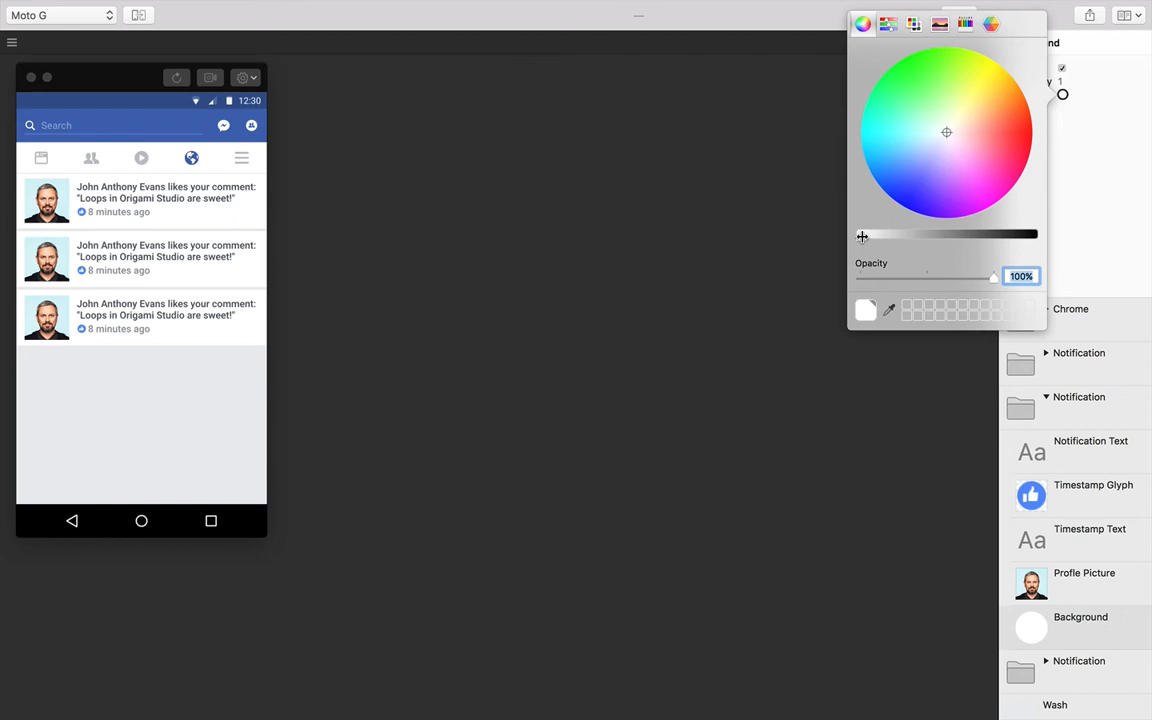 Moto G
nd
y 1
12:30
Search
John Anthony Evans likes your comment:
"Loops in Origami Studio are sweet!"
8 minutes ago
John Anthony Evans likes your comment:
"Loops in Origami Studio are sweet!"
8 minutes ago
John Anthony Evans likes your comment:
"Loops in Origami Studio are sweet!"
8 minutes ago
Opacity
100%
Chrome
Notification
Notification
Aa Notification Text
Timestamp Glyph
Aa Timestamp Text
Profle Picture
Background
Notification
Wash